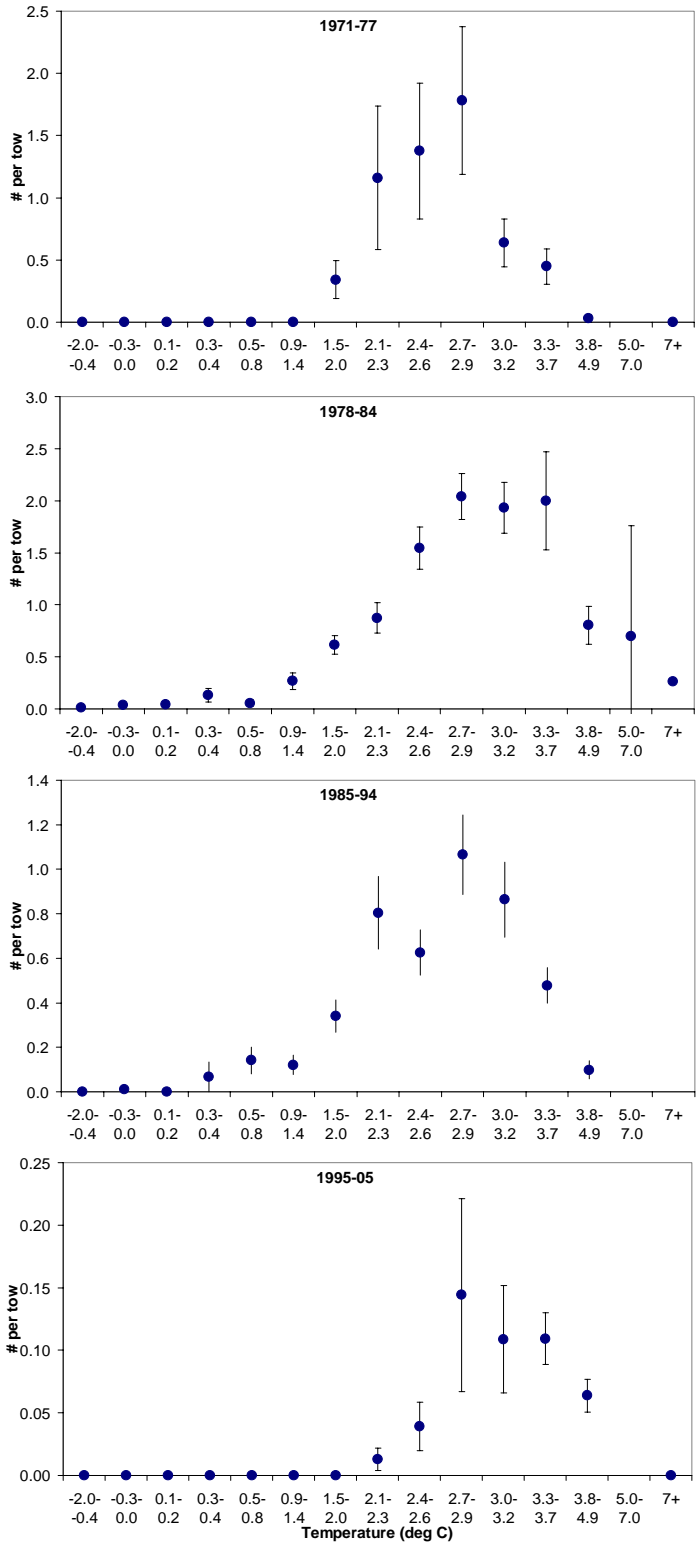 1971-77
# per tow
2.5
2.0
1.5
1.0
0.5
0.0
-2.0- -0.3- 0.1- 0.3- 0.5- 0.9- 1.5- 2.1- 2.4- 2.7- 3.0- 3.3- 3.8- 5.0- 7+
-0.4 0.0 0.2 0.4 0.8 1.4 2.0 2.3 2.6 2.9 3.2 3.7 4.9 7.0
1978-84
# per tow
3.0
2.5
2.0
1.5
1.0
0.5
0.0
-2.0- -0.3- 0.1- 0.3- 0.5- 0.9- 1.5- 2.1- 2.4- 2.7- 3.0- 3.3- 3.8- 5.0- 7+
-0.4 0.0 0.2 0.4 0.8 1.4 2.0 2.3 2.6 2.9 3.2 3.7 4.9 7.0
1985-94
# per tow
1.4
1.2
1.0
0.8
0.6
0.4
0.2
0.0
-2.0- -0.3- 0.1- 0.3- 0.5- 0.9- 1.5- 2.1- 2.4- 2.7- 3.0- 3.3- 3.8- 5.0- 7+
-0.4 0.0 0.2 0.4 0.8 1.4 2.0 2.3 2.6 2.9 3.2 3.7 4.9 7.0
1995-05
# per tow
0.25
0.20
0.15
0.10
0.05
0.00
-2.0- -0.3- 0.1- 0.3- 0.5- 0.9- 1.5- 2.1- 2.4- 2.7- 3.0- 3.3- 3.8- 5.0- 7+
-0.4 0.0 0.2 0.4 0.8 1.4 2.0 2.3 2.6 2.9 3.2 3.7 4.9 7.0
Temperature (deg C)